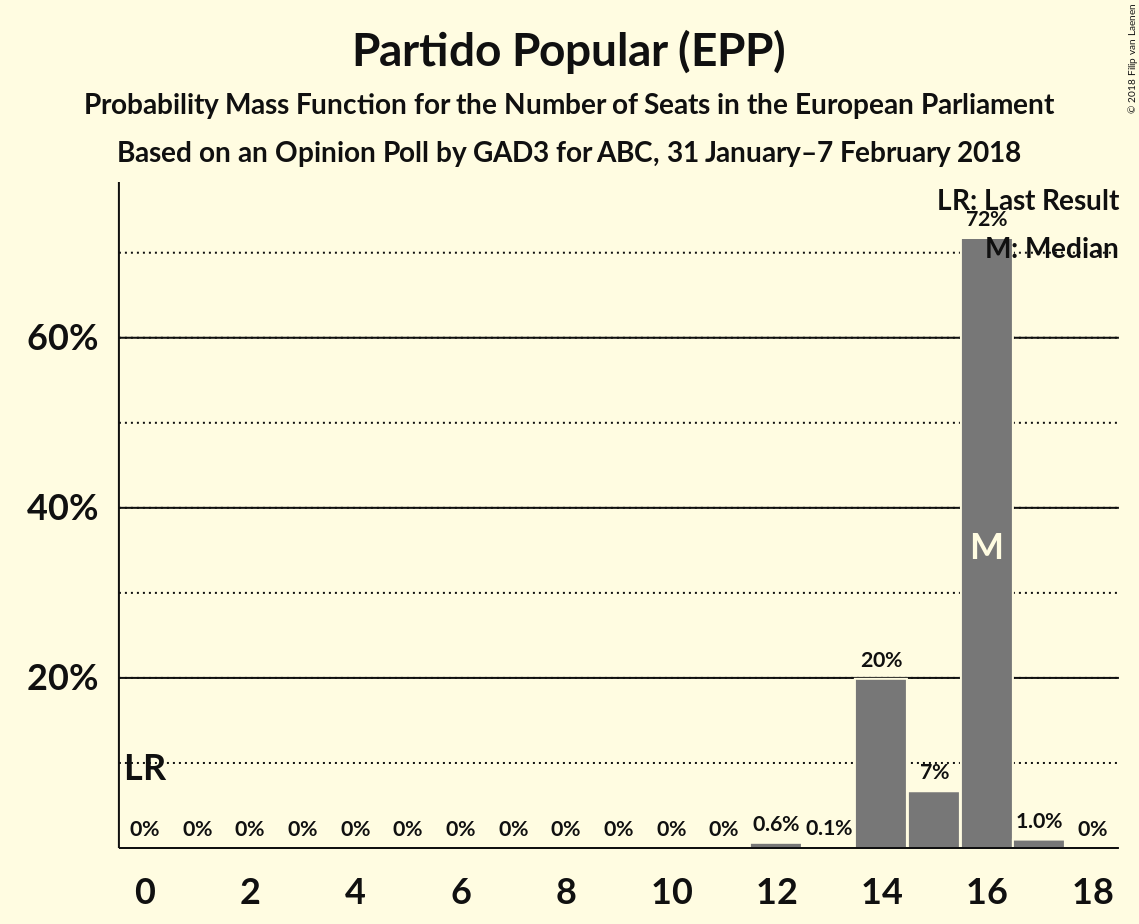 Partido Popular (EPP)
Probability Mass Function for the Number of Seats in the European Parliament
Based on an Opinion Poll by GAD3 for ABC, 31 January–7 February 2018
© 2018 Filip van Laenen
LR: Last Result
M: Median
72%
60%
40%
M
20%
20%
LR
7%
0% 0% 0% 0% 0% 0% 0% 0% 0% 0% 0% 0% 0.6% 0.1% 1.0% 0%
0 2 4 6 8 10 12 14 16 18